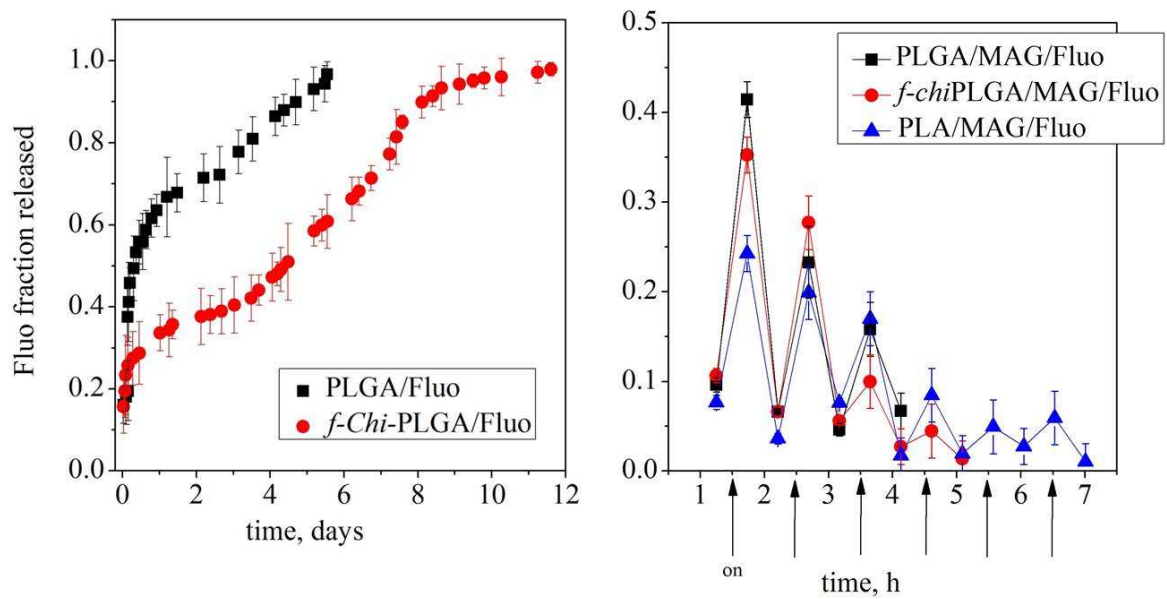 1.0
0.8
0.6
0.4
0.2
0.0
Fluo fraction released
PLGA/Fluo
f-Chi-PLGA/Fluo
0 2 4 6 8 10 12
time, days
0.5
0.4
0.3
0.2
0.1
0.0
PLGA/MAG/Fluo
f-chiPLGA/MAG/Fluo
PLA/MAG/Fluo
1 2 3 4 5 6 7
on
time, h